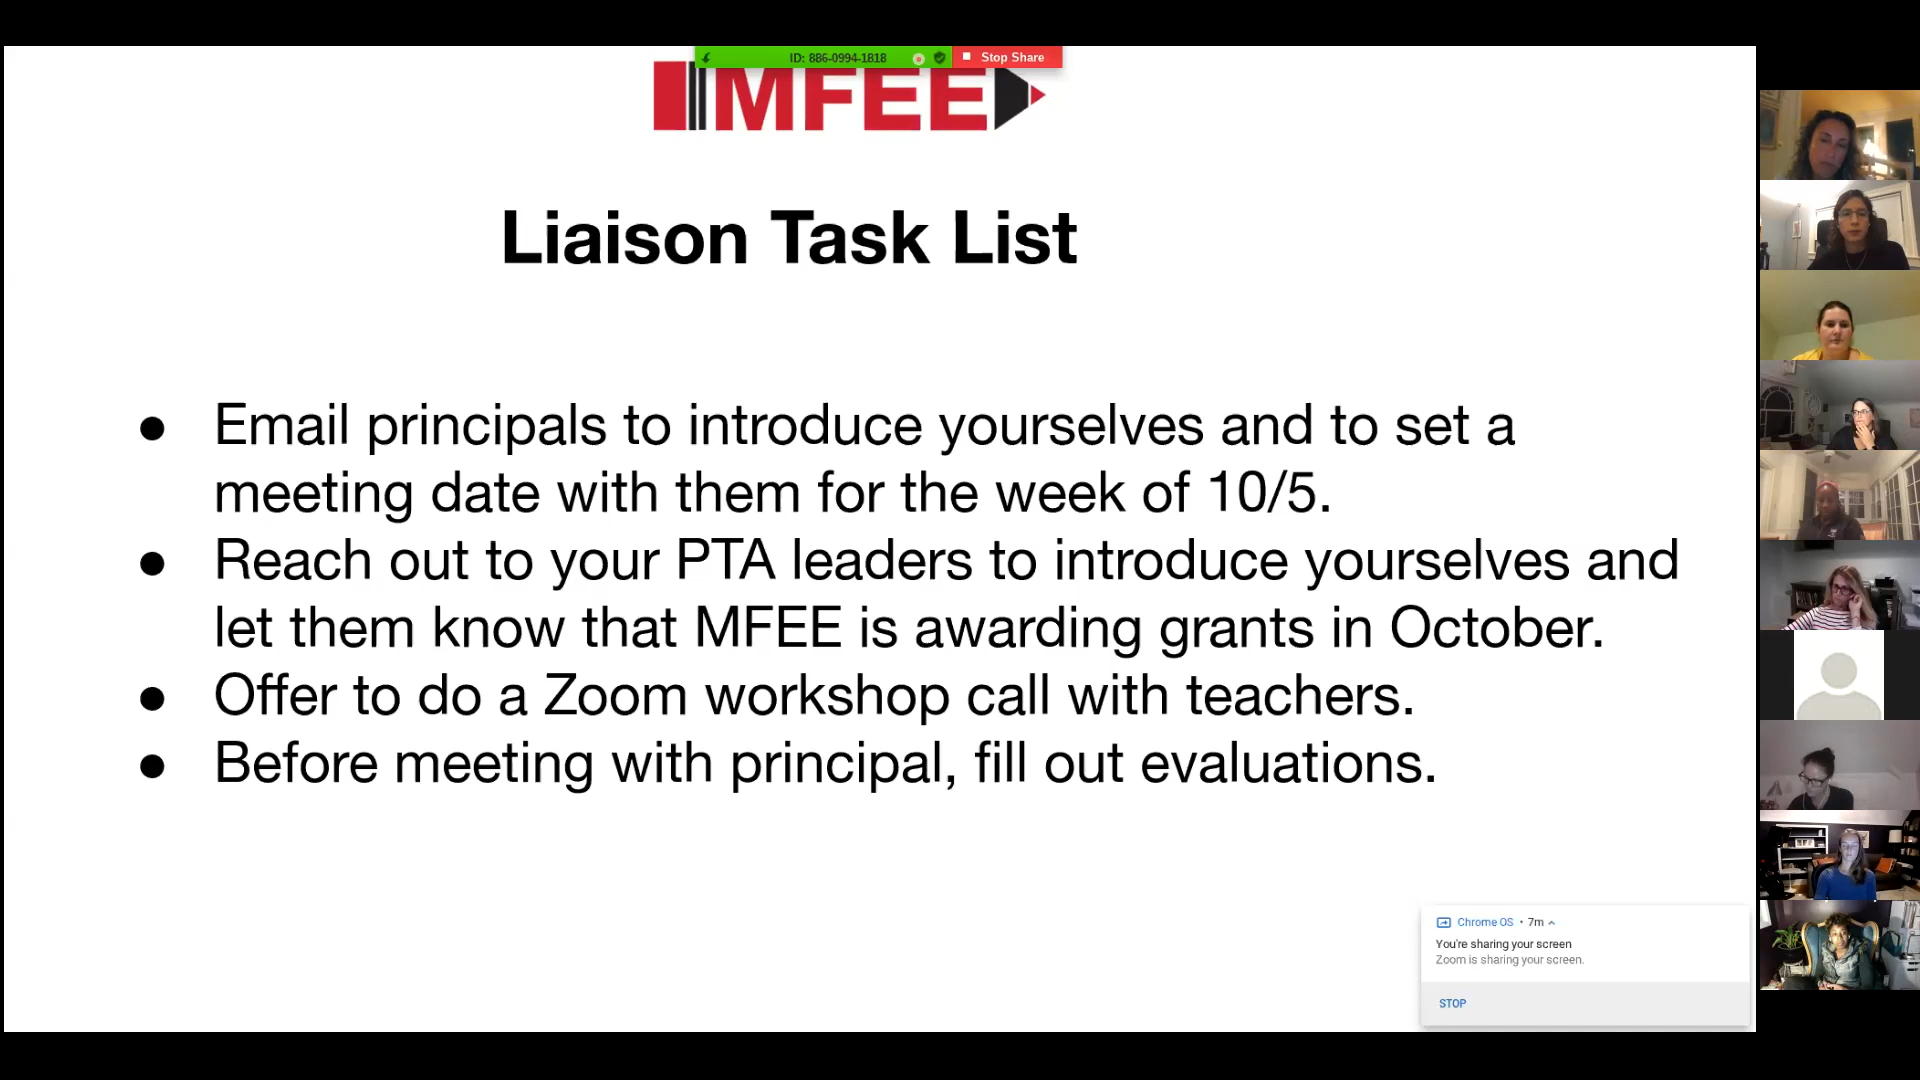 ID: 886-0994-1818
Stop Share
MFEE
Liaison Task List
● Email principals to introduce yourselves and to set a
meeting date with them for the week of 10/5.
● Reach out to your PTA leaders to introduce yourselves and
let them know that MFEE is awarding grants in October.
● Offer to do a Zoom workshop call with teachers.
● Before meeting with principal, fill out evaluations.
Chrome OS • 7m
You're sharing your screen
Zoom is sharing your screen.
STOP